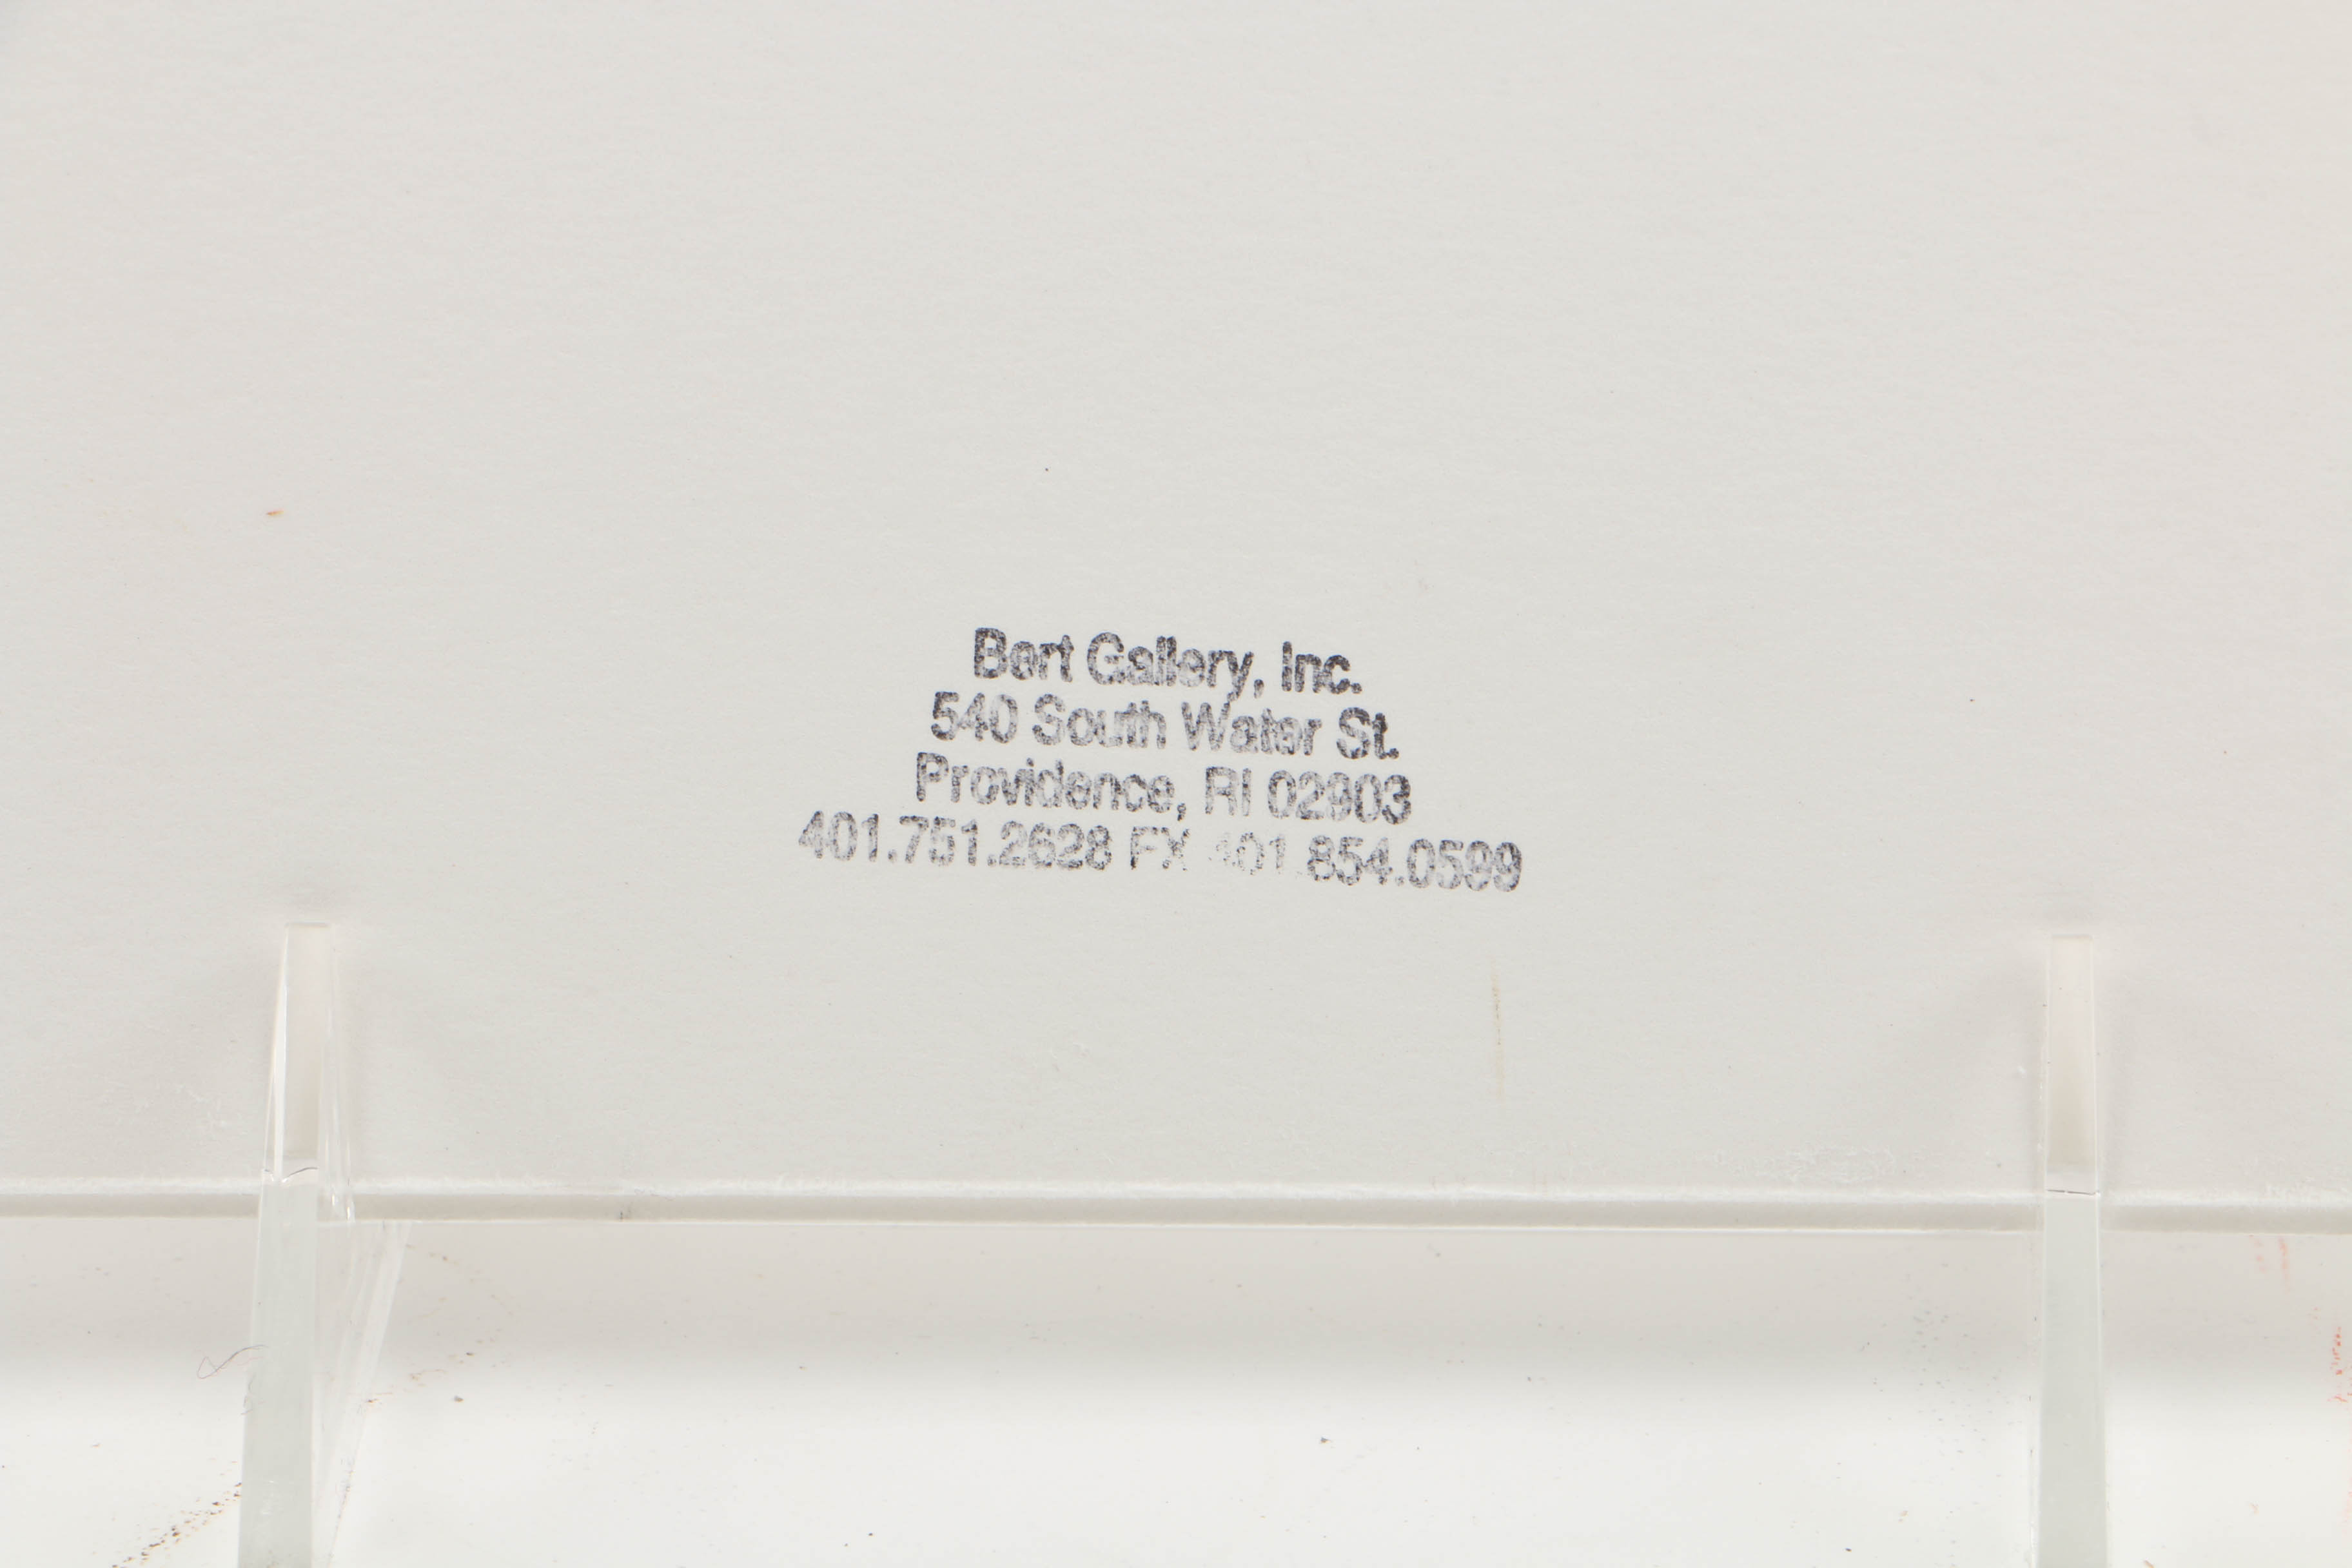 Bert Gallery, Inc.
540 South Water St.
Providence, RI 02903
401.751.2628 FX 401.854.0599